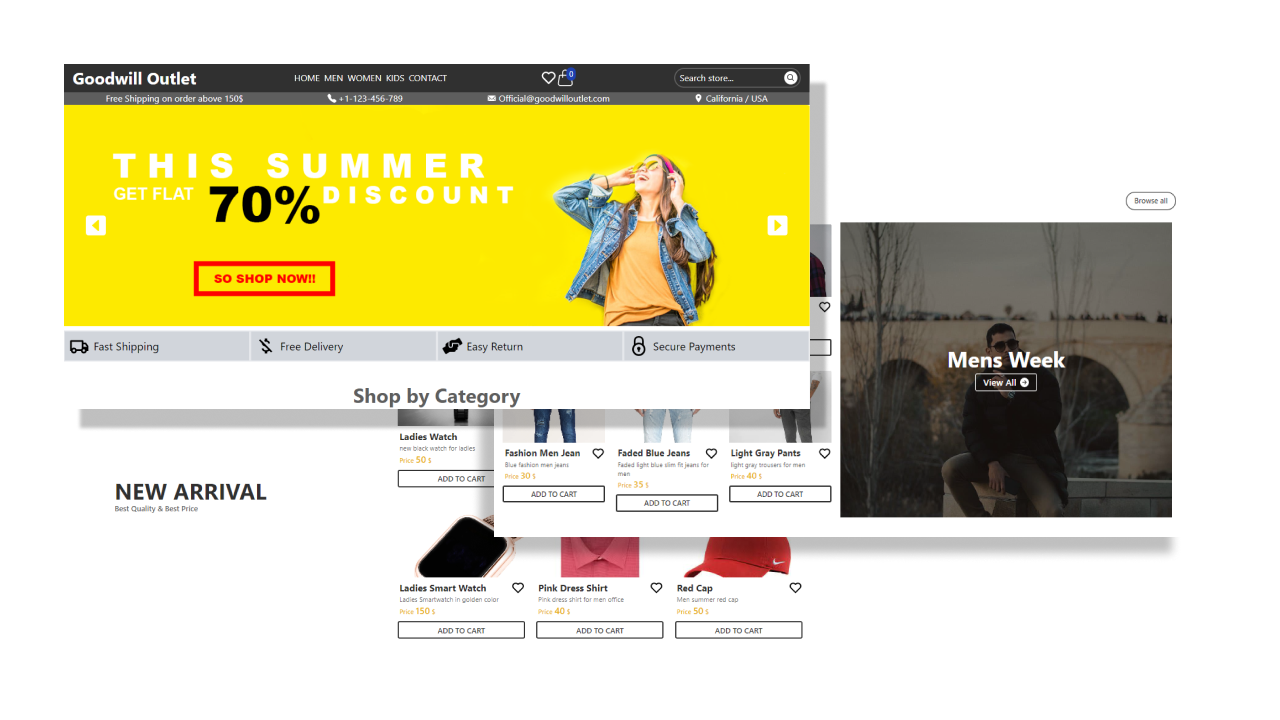 Goodwill Outlet
HOME MEN WOMEN KIDS CONTACT
0
Search store...
Free Shipping on order above 150$
+1-123-456-789
Official@goodwilloutlet.com
California / USA
THIS SUMMER
GET FLAT 70% DISCOUNT
SO SHOP NOW!!
Fast Shipping
Free Delivery
Easy Return
Secure Payments
Shop by Category
Browse all
Mens Week
View All
Fashion Men Jean
Blue fashion men jeans
Price 30 $
ADD TO CART
Faded Blue Jeans
Faded light blue slim fit jeans for
men
Price 35 $
ADD TO CART
Light Gray Pants
light gray trousers for men
Price 40 $
ADD TO CART
NEW ARRIVAL
Best Quality & Best Price
Ladies Watch
new black watch for ladies
Price 50 $
ADD TO CART
Ladies Smart Watch
Ladies Smartwatch in golden color
Price 150 $
ADD TO CART
Pink Dress Shirt
Pink dress shirt for men office
Price 40 $
ADD TO CART
Red Cap
Men summer red cap
Price 50 $
ADD TO CART